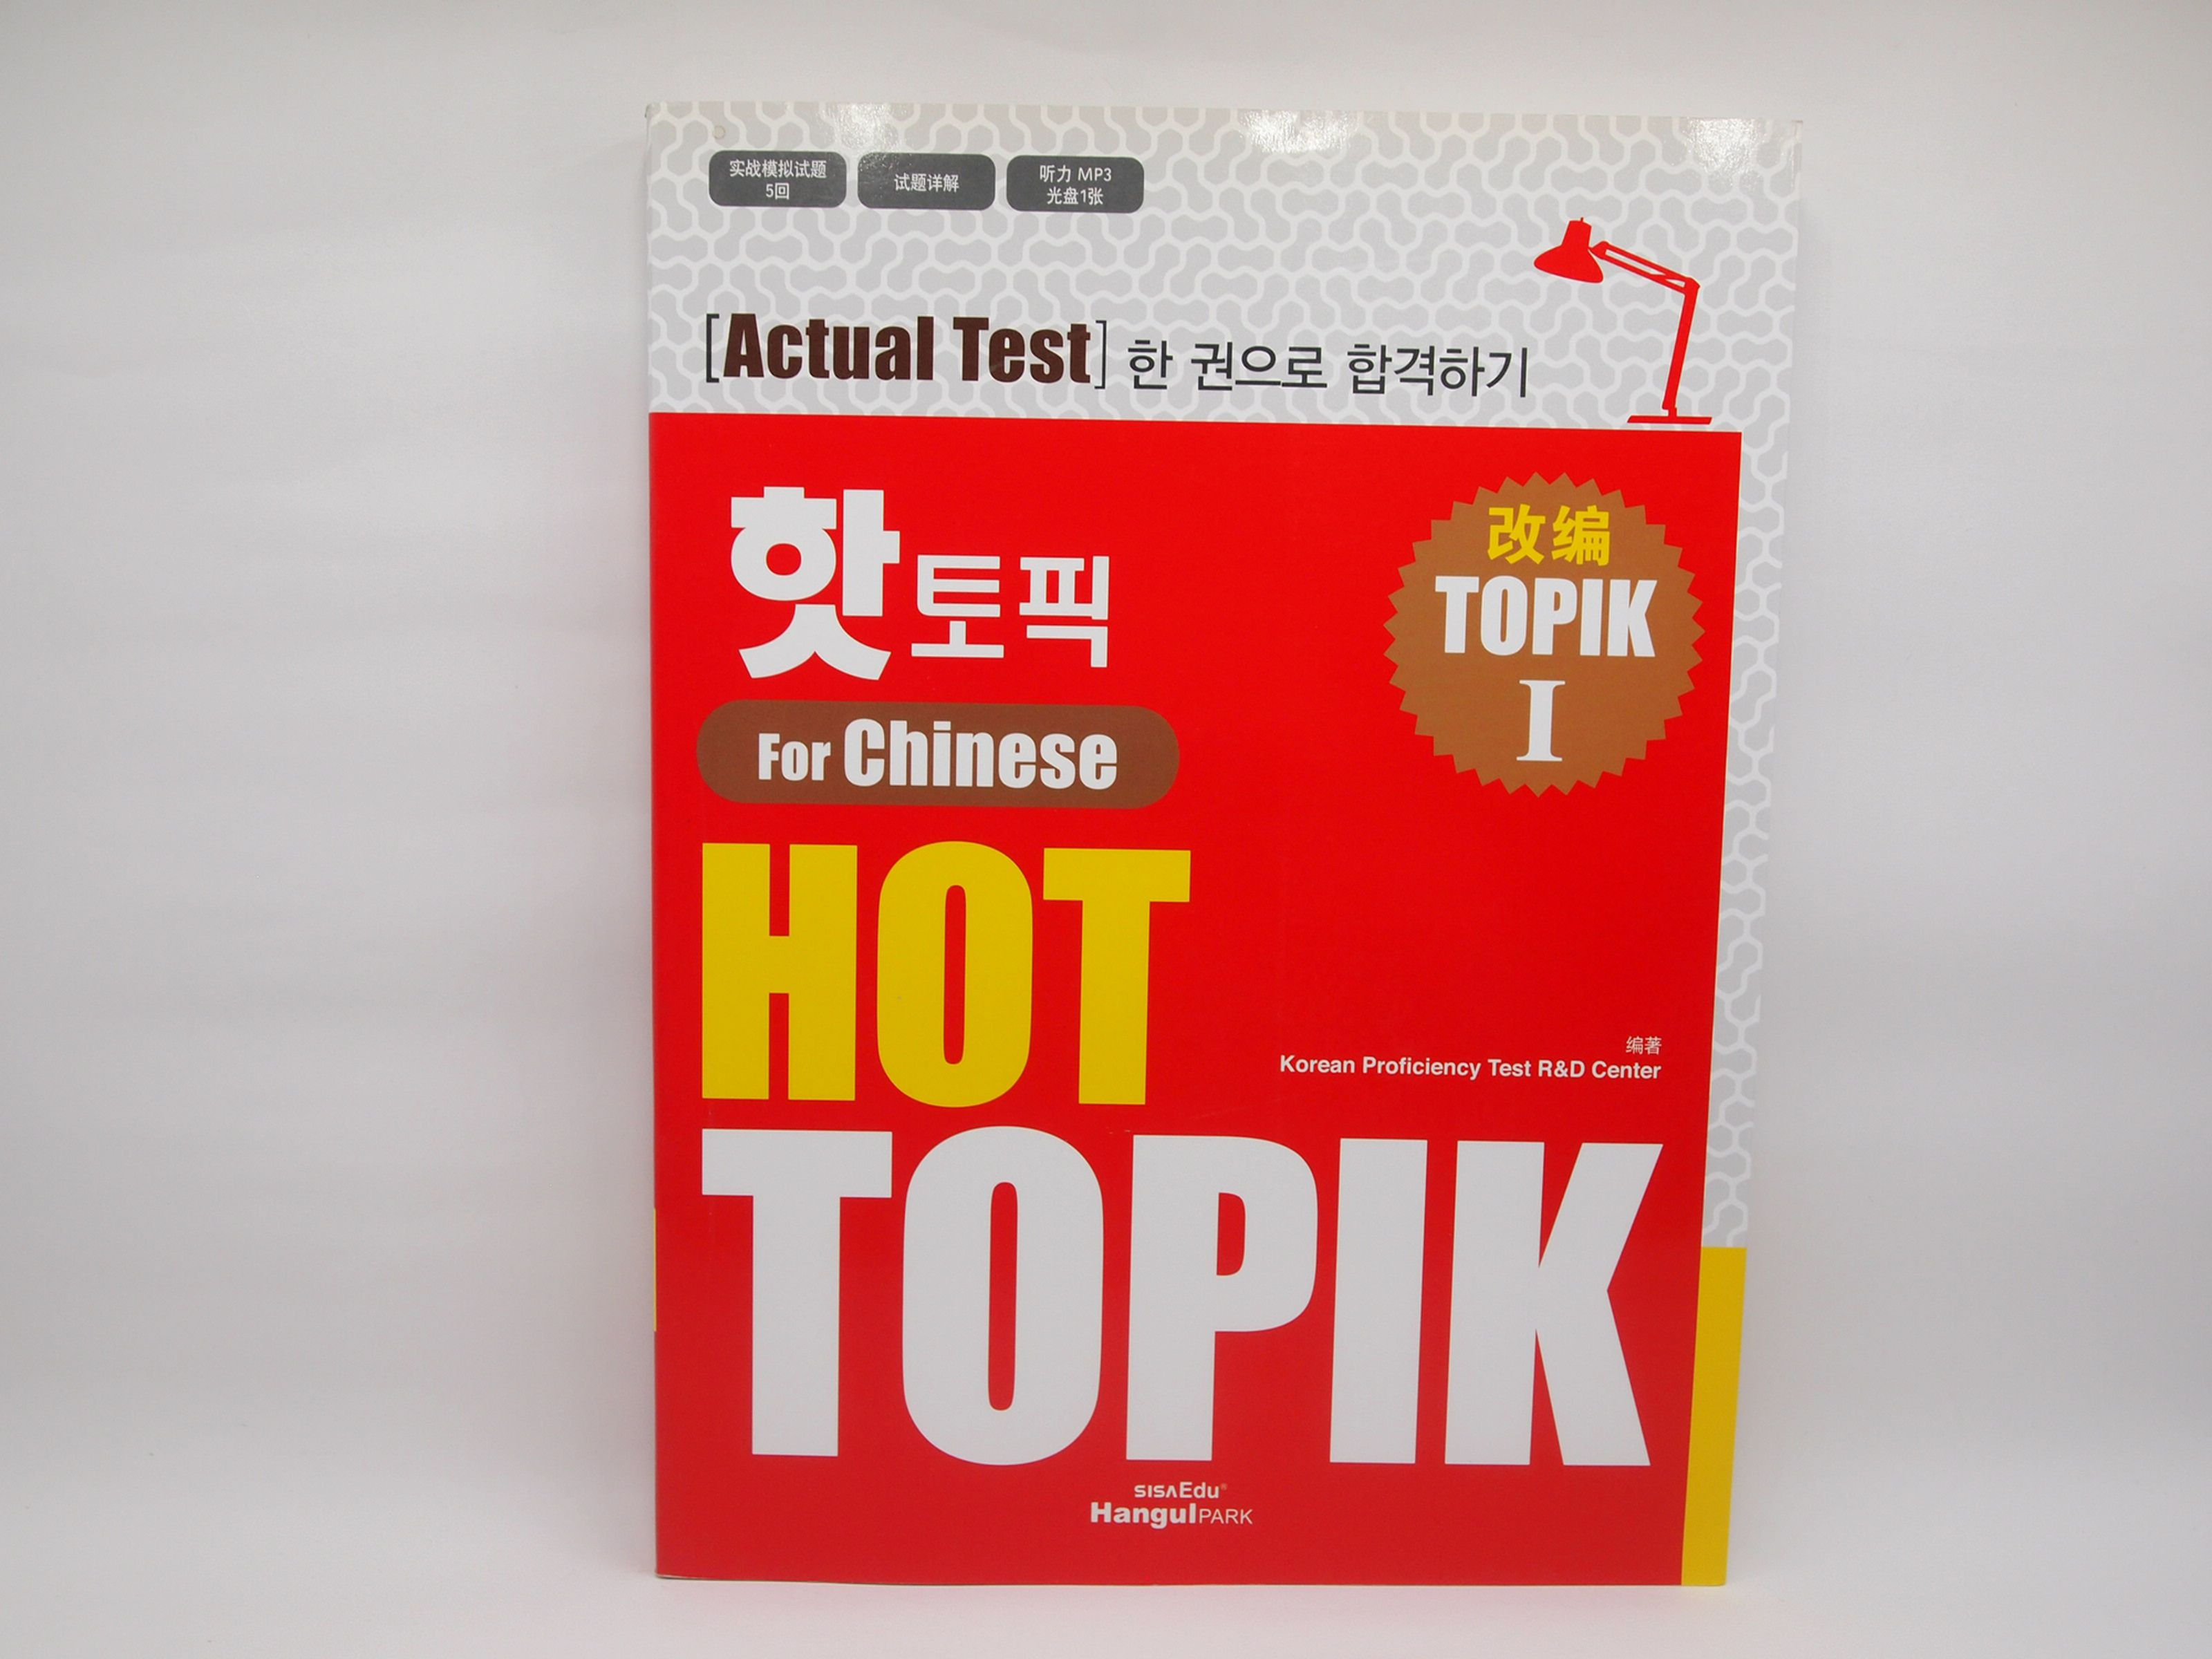 实战模拟试题
5回
试题详解
听力 MP3
光盘1张
[Actual Test] 한 권으로 합격하기
핫토픽
改编
TOPIK
I
For Chinese
HOT
编著
Korean Proficiency Test R&D Center
TOPIK
SISAEdu®
HangulPARK